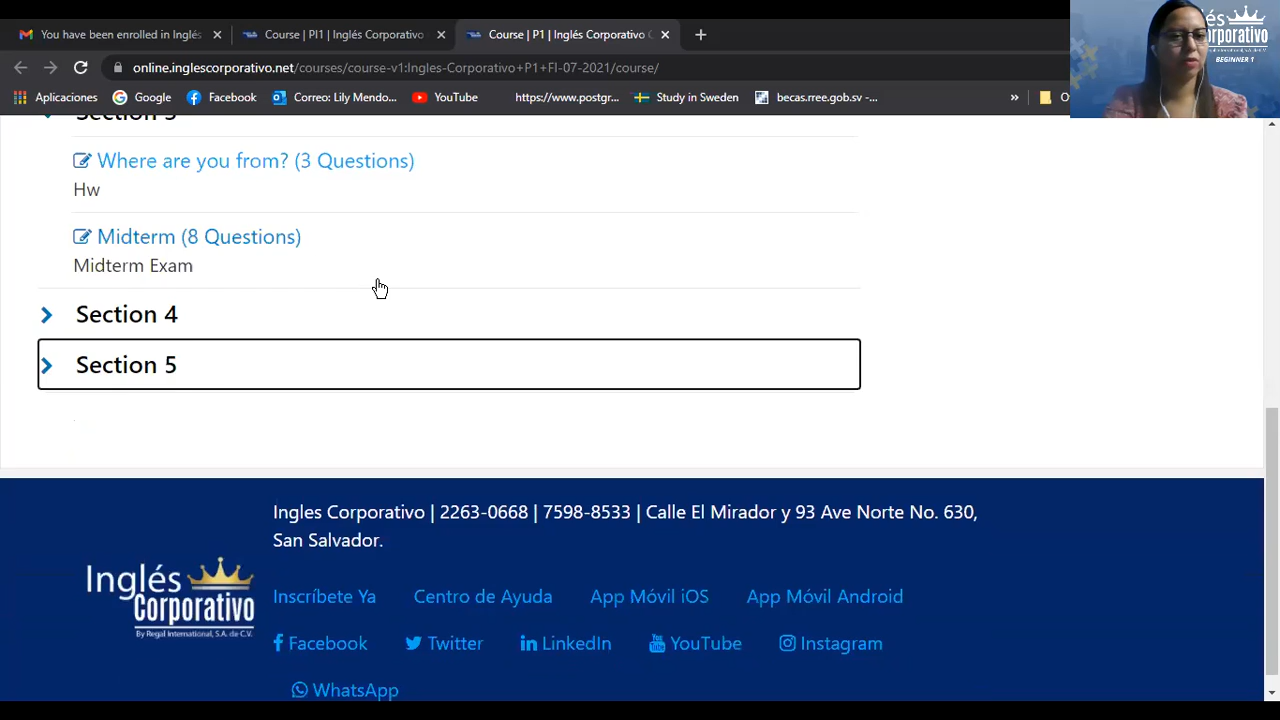 You have been enrolled in Inglés
Course | PI1 | Inglés Corporativo
Course | P1 | Inglés Corporativo
online.inglescorporativo.net/courses/course-v1:Ingles-Corporativo+P1+I-07-2021/course/
Aplicaciones
Google
Facebook
Correo: Lily Mendo...
YouTube
https://www.postgr...
Study in Sweden
becas.rree.gob.sv –...
»
BEGINNER 1
Where are you from? (3 Questions)
Hw
Midterm (8 Questions)
Midterm Exam
Section 4
Section 5
Ingles Corporativo | 2263-0668 | 7598-8533 | Calle El Mirador y 93 Ave Norte No. 630,
San Salvador.
Inglés
Corporativo
By Regal International, S.A. de C.V.
Inscríbete Ya
Centro de Ayuda
App Móvil iOS
App Móvil Android
Facebook
Twitter
LinkedIn
YouTube
Instagram
WhatsApp